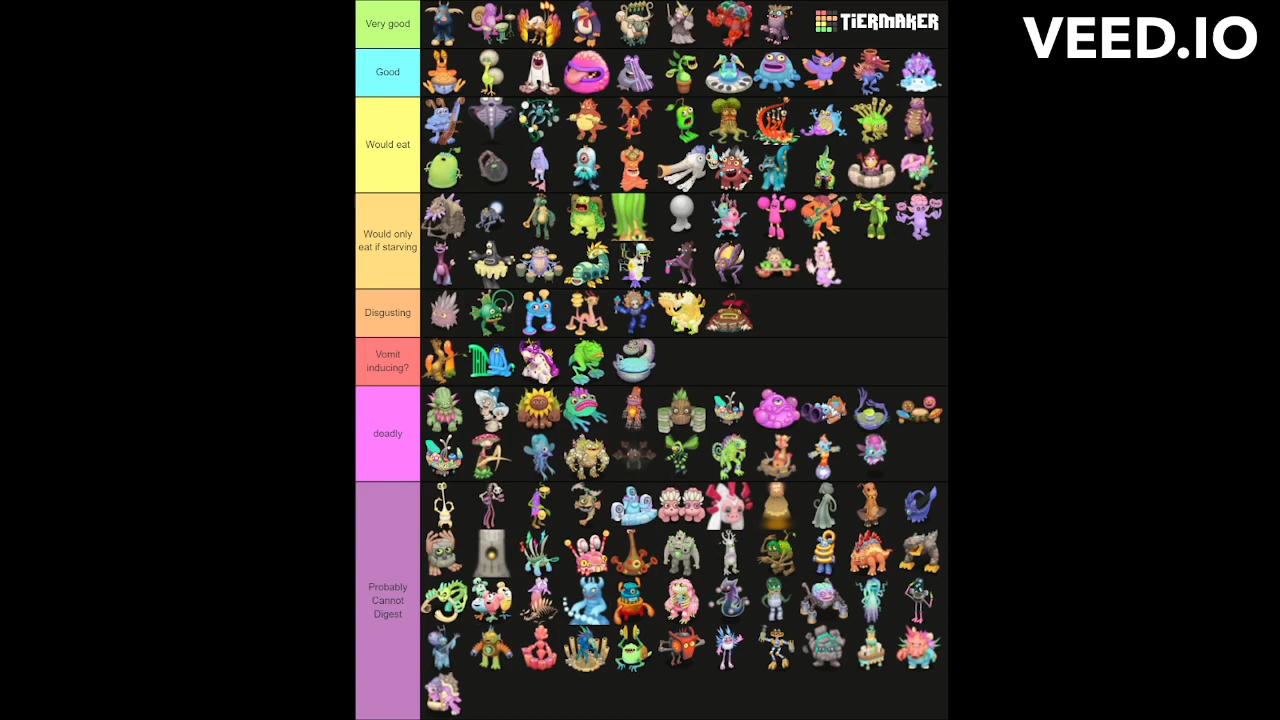 Very good
TiERMAKER
VEED.IO
Good
Would eat
Would only
eat if starving
Disgusting
Vomit
inducing?
deadly
Probably
Cannot
Digest